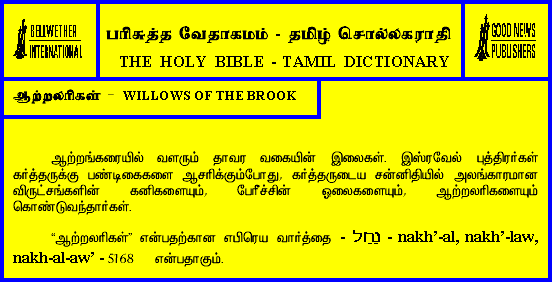 BELLWETHER
INTERNATIONAL
பரிசுத்த வேதாகமம் - தமிழ் சொல்லகராதி
THE HOLY BIBLE - TAMIL DICTIONARY
GOOD NEWS
PUBLISHERS
ஆற்றலரிகள் - WILLOWS OF THE BROOK
ஆற்றங்கரையில் வளரும் தாவர வகையின் இலைகள். இஸ்ரவேல் புத்திரர்கள்
கர்த்தருக்கு பண்டிகைகளை ஆசரிக்கும்போது, கர்த்தருடைய சன்னிதியில் அலங்காரமான
விருட்சங்களின் கனிகளையும், பேரீச்சின் ஓலைகளையும், ஆற்றலரிகளையும்
கொண்டுவந்தார்கள்.
“ஆற்றலரிகள்” என்பதற்கான எபிரெய வார்த்தை - נַחַל - nakh’-al, nakh’-law,
nakh-al-aw’ - 5168 என்பதாகும்.